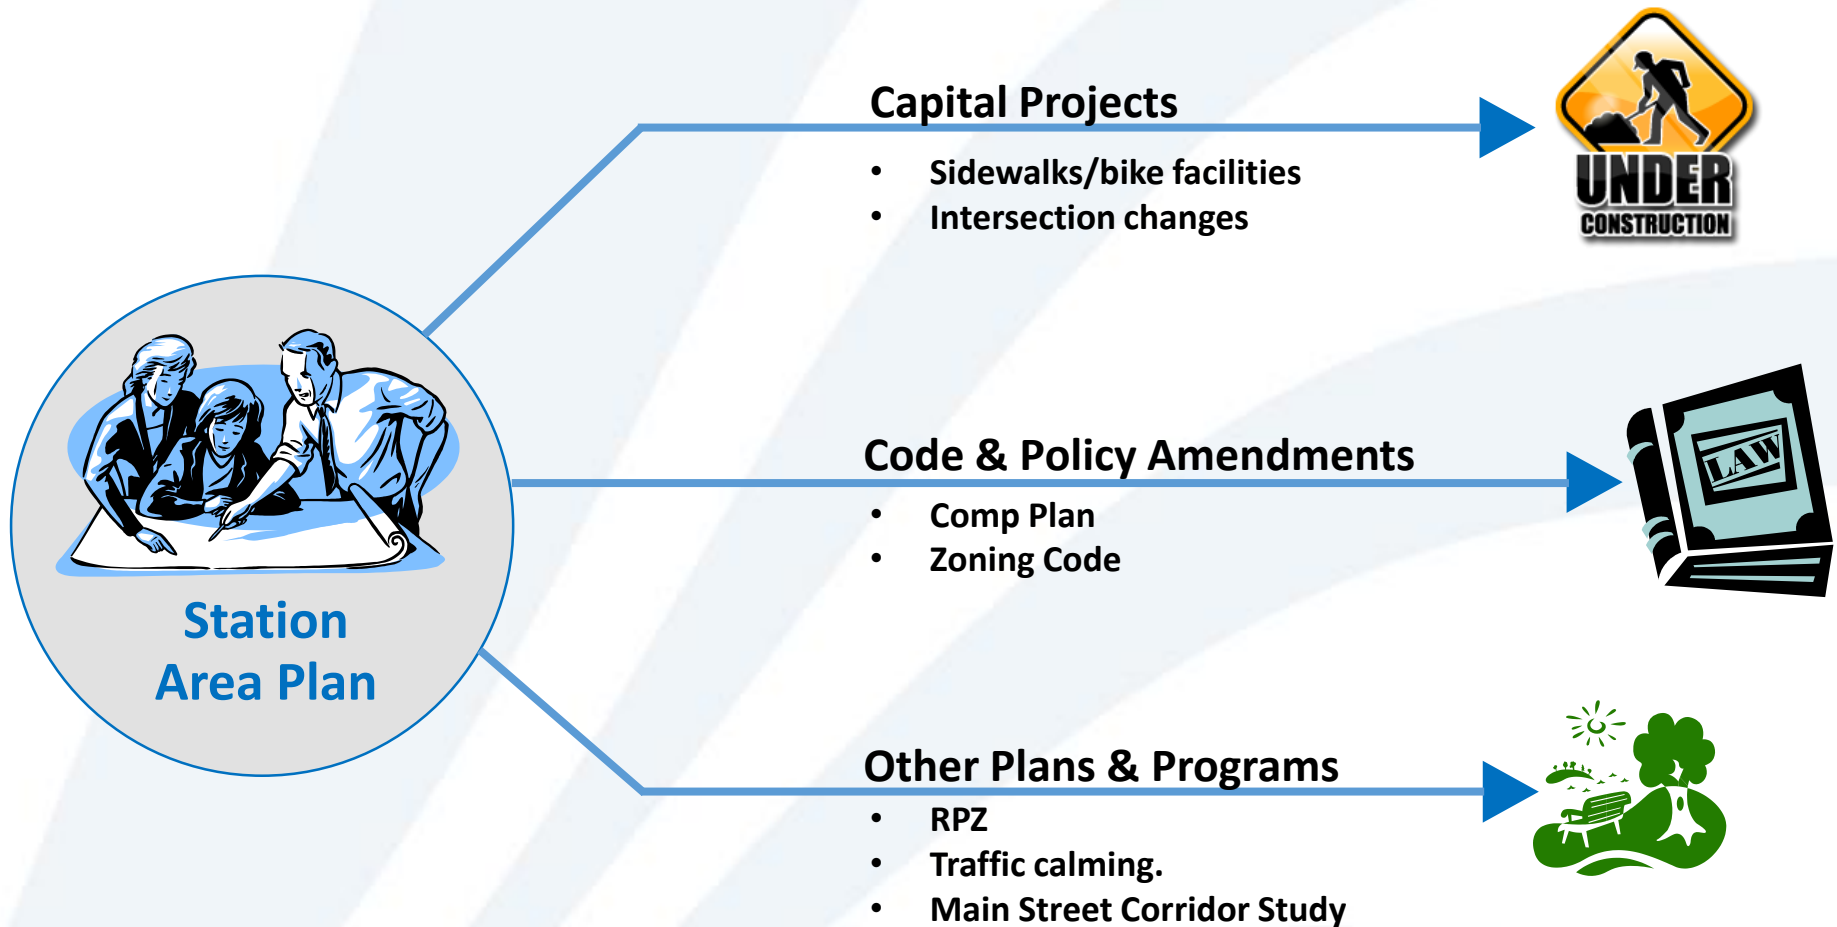 Capital Projects
• Sidewalks/bike facilities
• Intersection changes
UNDER
CONSTRUCTION
Station
Area Plan
Code & Policy Amendments
• Comp Plan
• Zoning Code
LAW
Other Plans & Programs
• RPZ
• Traffic calming.
• Main Street Corridor Study